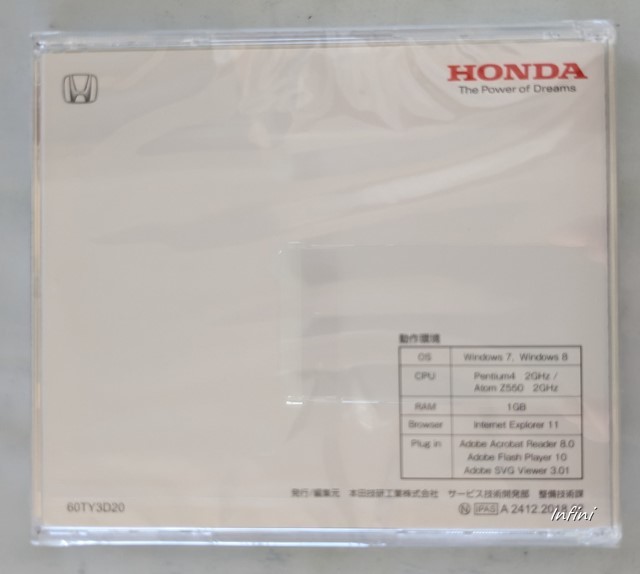 HONDA
The Power of Dreams
動作環境
OS Windows 7, Windows 8
CPU Pentium4 2GHz /
Atom Z550 2GHz
RAM 1GB
Browser Internet Explorer 11
Plug in Adobe Acrobat Reader 8.0
Adobe Flash Player 10
Adobe SVG Viewer 3.01
発行/編集元 本田技研工業株式会社 サービス技術開発部 整備技術課
60TY3D20
N IPAS A 2412.
Infini